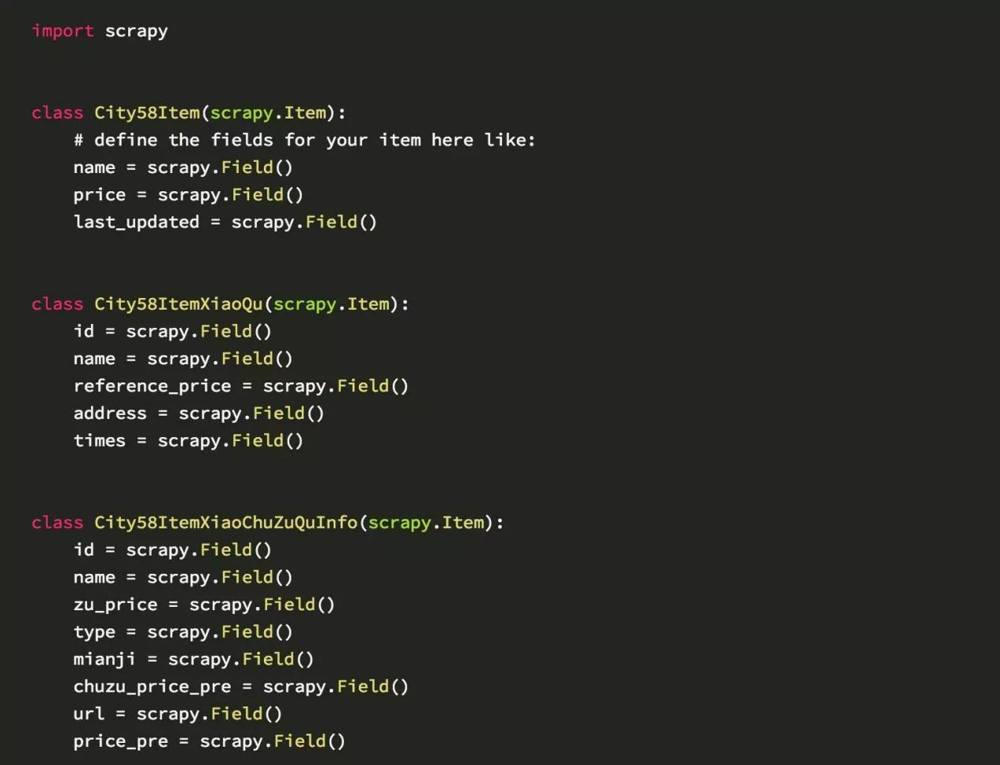 import scrapy
class City58Item(scrapy.Item):
    # define the fields for your item here like:
    name = scrapy.Field()
    price = scrapy.Field()
    last_updated = scrapy.Field()
class City58ItemXiaoQu(scrapy.Item):
    id = scrapy.Field()
    name = scrapy.Field()
    reference_price = scrapy.Field()
    address = scrapy.Field()
    times = scrapy.Field()
class City58ItemXiaoChuZuQuInfo(scrapy.Item):
    id = scrapy.Field()
    name = scrapy.Field()
    zu_price = scrapy.Field()
    type = scrapy.Field()
    mianji = scrapy.Field()
    chuzu_price_pre = scrapy.Field()
    url = scrapy.Field()
    price_pre = scrapy.Field()